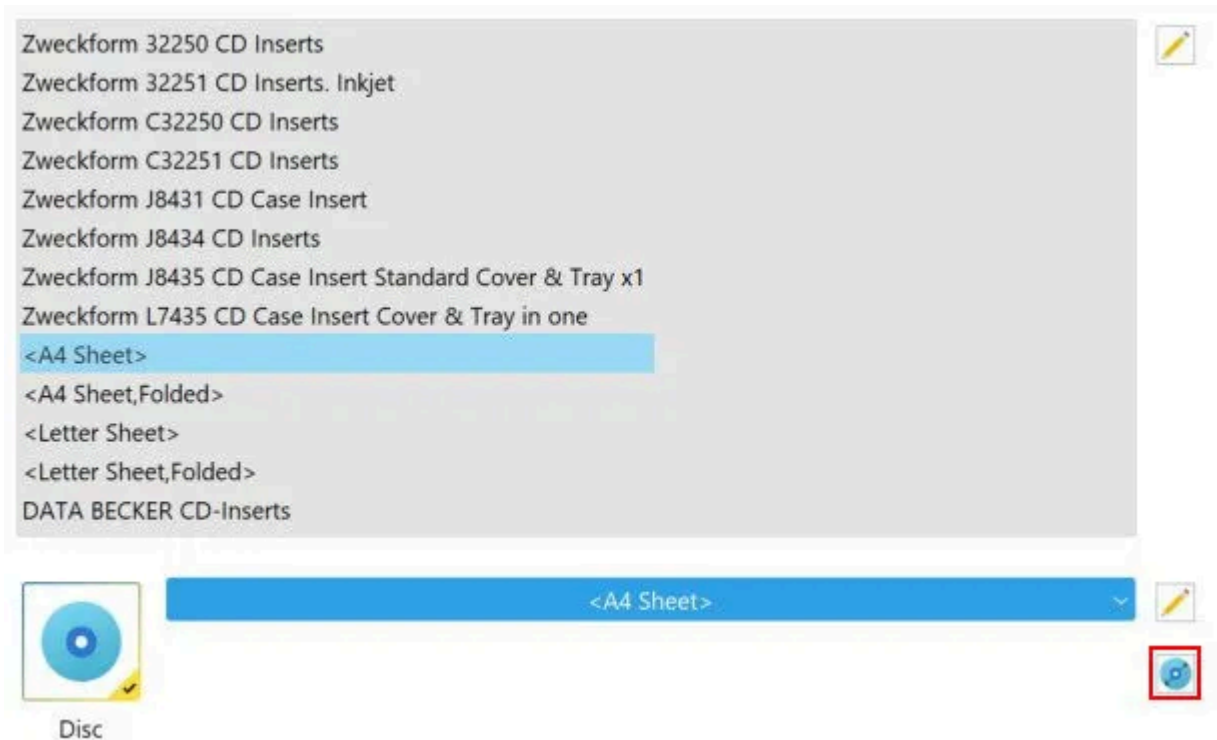 Zweckform 32250 CD Inserts
Zweckform 32251 CD Inserts. Inkjet
Zweckform C32250 CD Inserts
Zweckform C32251 CD Inserts
Zweckform J8431 CD Case Insert
Zweckform J8434 CD Inserts
Zweckform J8435 CD Case Insert Standard Cover & Tray x1
Zweckform L7435 CD Case Insert Cover & Tray in one
<A4 Sheet>
<A4 Sheet,Folded>
<Letter Sheet>
<Letter Sheet,Folded>
DATA BECKER CD-Inserts
<A4 Sheet>
Disc